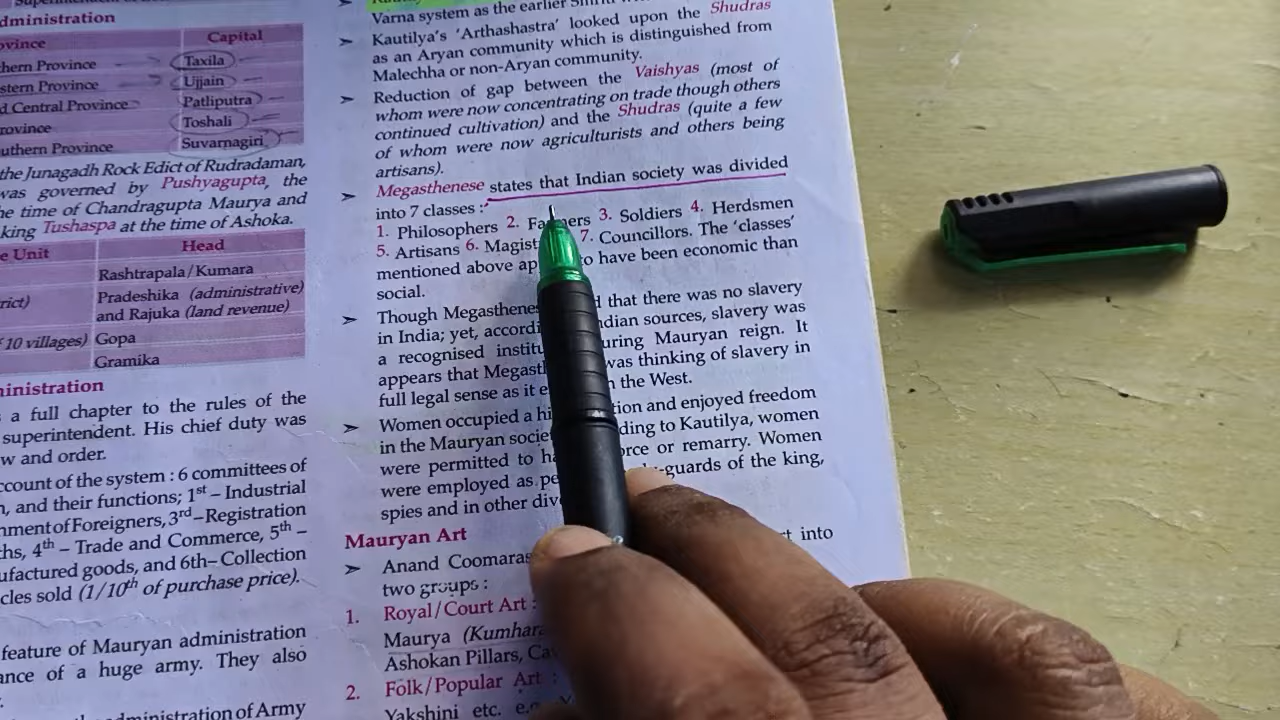 dministration
ovince Capital
hern Province Taxila
stern Province Ujjain
d Central Province Patliputra
rovince Toshali
uthern Province Suvarnagiri
the Junagadh Rock Edict of Rudradaman,
was governed by Pushyagupta, the
he time of Chandragupta Maurya and
king Tushaspa at the time of Ashoka.
e Unit Head
Rashtrapala/Kumara
rict) Pradeshika (administrative)
and Rajuka (land revenue)
10 villages) Gopa
Gramika
ministration
a full chapter to the rules of the
superintendent. His chief duty was
w and order.
ccount of the system : 6 committees of
, and their functions; 1st – Industrial
nment of Foreigners, 3rd – Registration
ths, 4th – Trade and Commerce, 5th –
ufactured goods, and 6th– Collection
cles sold (1/10th of purchase price).
feature of Mauryan administration
ance of a huge army. They also
administration of Army
Varna system as the earlier
➤ Kautilya's 'Arthashastra' looked upon the Shudras
as an Aryan community which is distinguished from
Malechha or non-Aryan community.
➤ Reduction of gap between the Vaishyas (most of
whom were now concentrating on trade though others
continued cultivation) and the Shudras (quite a few
of whom were now agriculturists and others being
artisans).
➤ Megasthenese states that Indian society was divided
into 7 classes :
1. Philosophers 2. Fa ers 3. Soldiers 4. Herdsmen
5. Artisans 6. Magist 7. Councillors. The 'classes'
mentioned above ap to have been economic than
social.
➤ Though Megasthene d that there was no slavery
in India; yet, accordi ndian sources, slavery was
a recognised institu uring Mauryan reign. It
appears that Megasth was thinking of slavery in
full legal sense as it e n the West.
➤ Women occupied a hi tion and enjoyed freedom
in the Mauryan socie ding to Kautilya, women
were permitted to ha orce or remarry. Women
were employed as pe -guards of the king,
spies and in other div
Mauryan Art
➤ Anand Coomaras t into
two groups :
1. Royal/Court Art :
Maurya (Kumhara
Ashokan Pillars, Ca
2. Folk/Popular Art :
Yakshini etc. e.g.